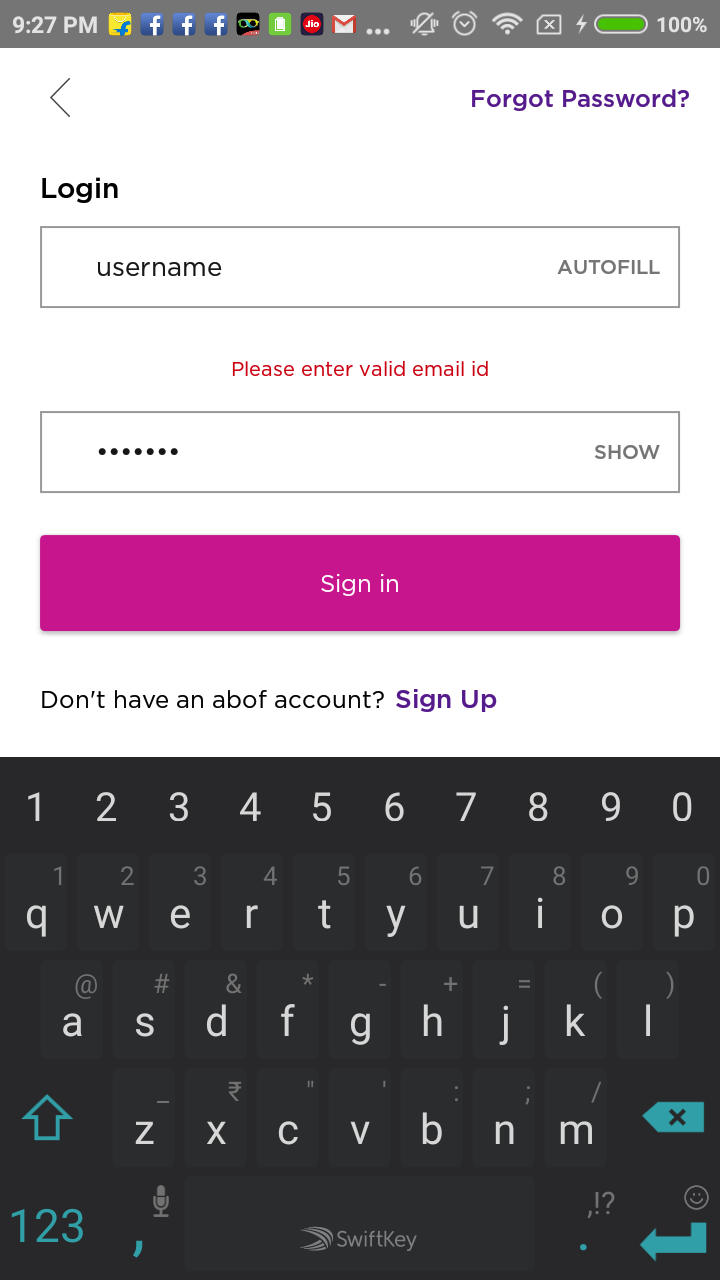 9:27 PM Jio ... 100%
Forgot Password?
Login
username AUTOFILL
Please enter valid email id
••••••• SHOW
Sign in
Don't have an abof account? Sign Up
1 2 3 4 5 6 7 8 9 0
1 2 3 4 5 6 7 8 9 0
q w e r t y u i o p
@ # & * - + = ( )
a s d f g h j k l
_ ₹ " ' : ; /
z x c v b n m
123 , SwiftKey ,!? .